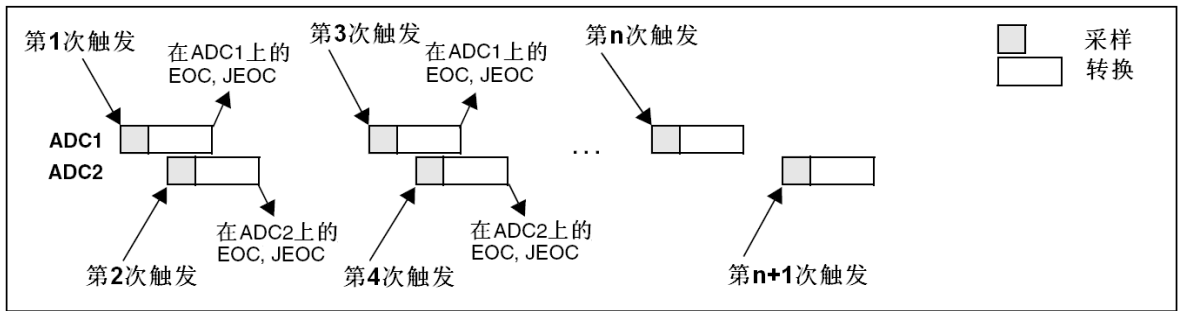 第1次触发
在ADC1上的
EOC, JEOC
第3次触发
在ADC1上的
EOC, JEOC
第n次触发
采样
转换
ADC1
ADC2
...
在ADC2上的
EOC, JEOC
第2次触发
在ADC2上的
EOC, JEOC
第4次触发
第n+1次触发